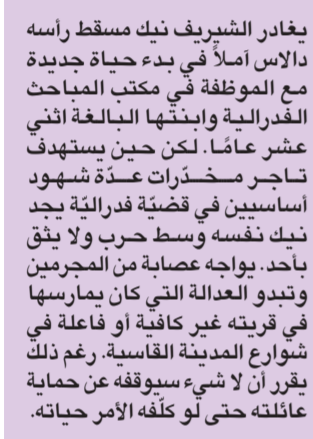 يغادر الشيريف نيك مسقط رأسه
دالاس آملاً في بدء حياة جديدة
مع الموظفة في مكتب المباحث
الفدرالية وابنتها البالغة اثني
عشر عامًا. لكن حين يستهدف
تاجر مخدّرات عدّة شهود
أساسيين في قضيّة فدراليّة يجد
نيك نفسه وسط حرب ولا يثق
بأحد. يواجه عصابة من المجرمين
وتبدو العدالة التي كان يمارسها
في قريته غير كافية أو فاعلة في
شوارع المدينة القاسية. رغم ذلك
يقرر أن لا شيء سيوقفه عن حماية
عائلته حتى لو كلّفه الأمر حياته.